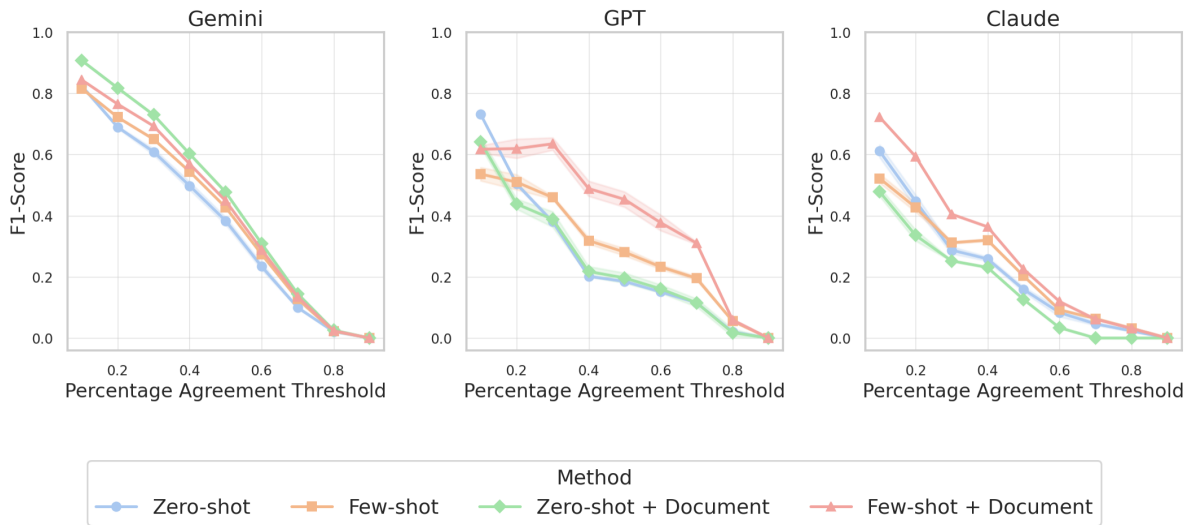 Gemini
GPT
Claude
1.0
0.8
0.6
0.4
0.2
0.0
F1-Score
0.2
0.4
0.6
0.8
Percentage Agreement Threshold
1.0
0.8
0.6
0.4
0.2
0.0
F1-Score
0.2
0.4
0.6
0.8
Percentage Agreement Threshold
1.0
0.8
0.6
0.4
0.2
0.0
F1-Score
0.2
0.4
0.6
0.8
Percentage Agreement Threshold
Method
Zero-shot
Few-shot
Zero-shot + Document
Few-shot + Document